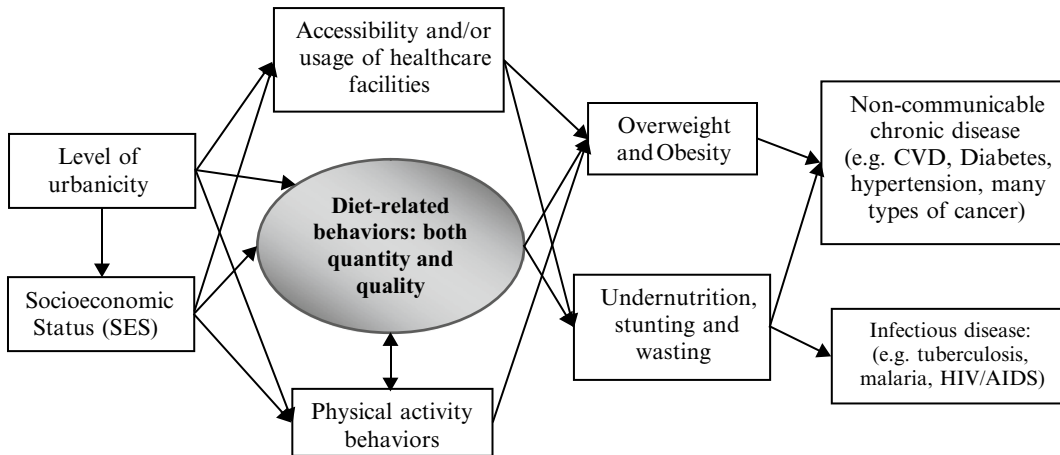 Accessibility and/or
usage of healthcare
facilities
Level of
urbanicity
Diet-related
behaviors: both
quantity and
quality
Socioeconomic
Status (SES)
Physical activity
behaviors
Overweight
and Obesity
Undernutrition,
stunting and
wasting
Non-communicable
chronic disease
(e.g. CVD, Diabetes,
hypertension, many
types of cancer)
Infectious disease:
(e.g. tuberculosis,
malaria, HIV/AIDS)